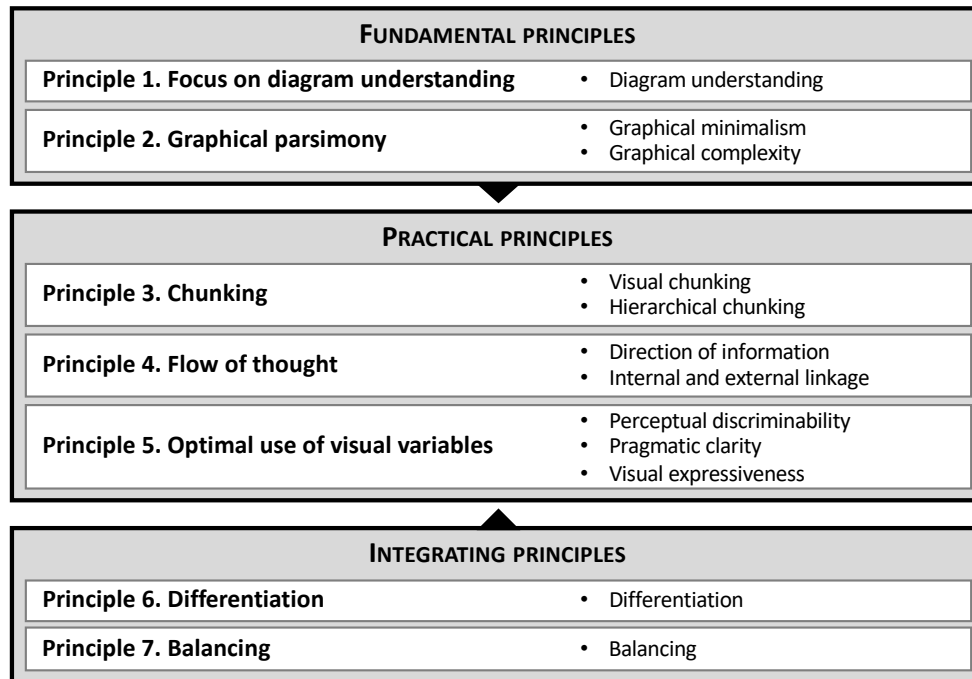 FUNDAMENTAL PRINCIPLES
Principle 1. Focus on diagram understanding
• Diagram understanding
Principle 2. Graphical parsimony
• Graphical minimalism
• Graphical complexity
PRACTICAL PRINCIPLES
Principle 3. Chunking
• Visual chunking
• Hierarchical chunking
Principle 4. Flow of thought
• Direction of information
• Internal and external linkage
Principle 5. Optimal use of visual variables
• Perceptual discriminability
• Pragmatic clarity
• Visual expressiveness
INTEGRATING PRINCIPLES
Principle 6. Differentiation
• Differentiation
Principle 7. Balancing
• Balancing